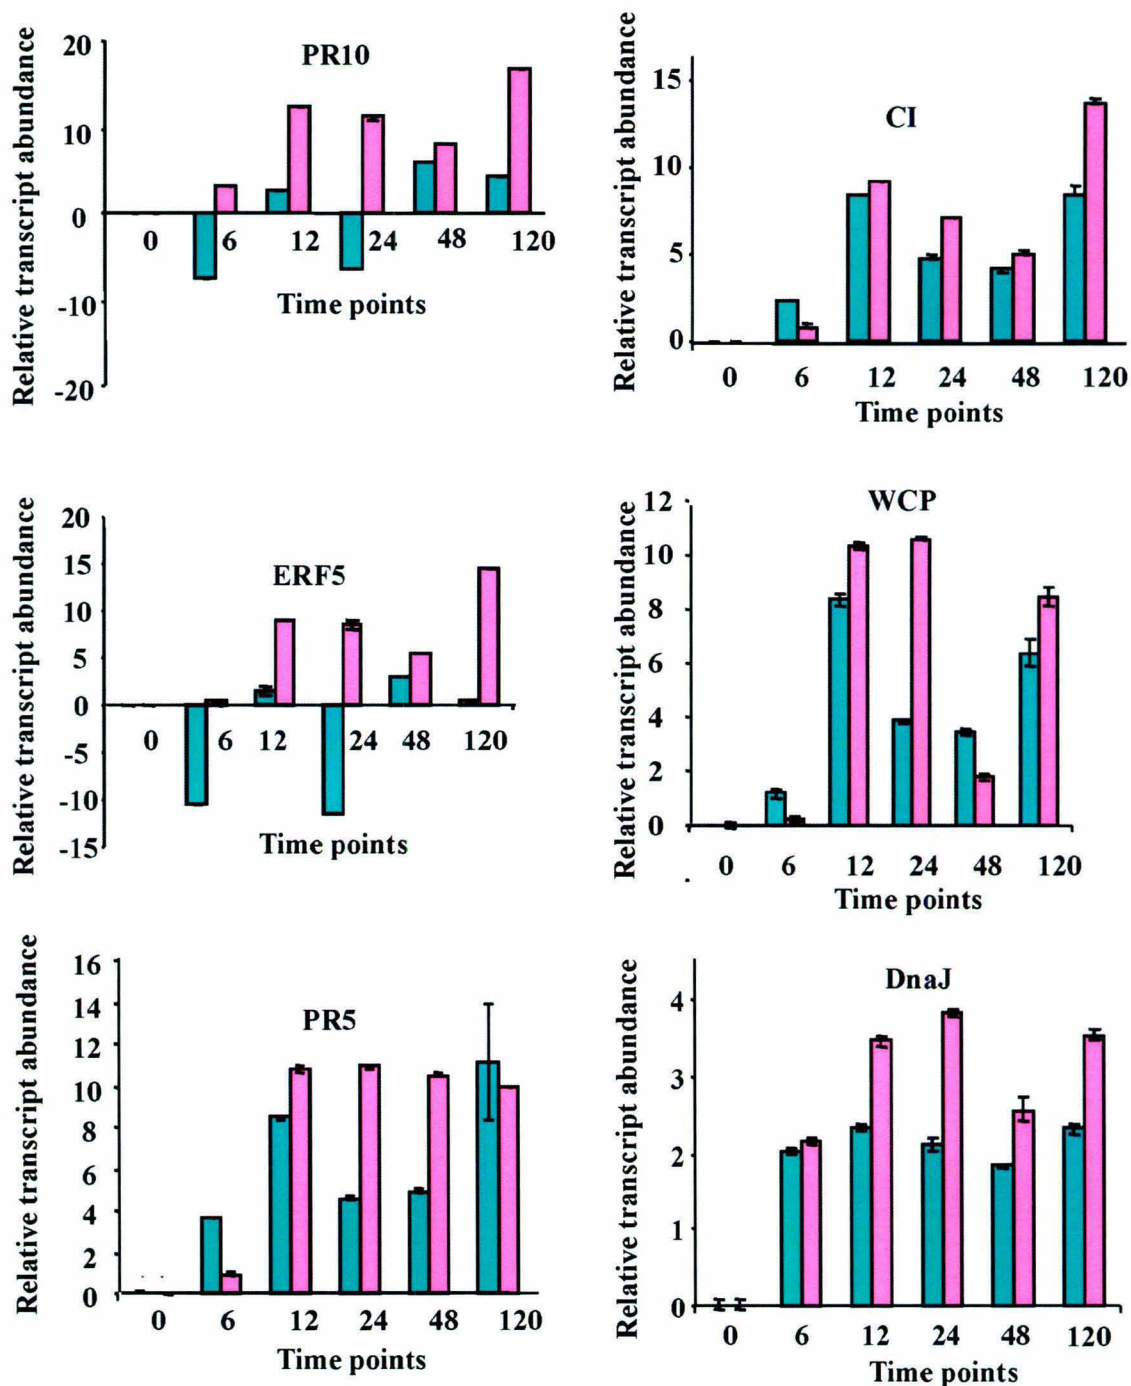 PR10
Relative transcript abundance
20
10
0
-10
-20
0 6 12 24 48 120
Time points
CI
Relative transcript abundance
15
10
5
0
0 6 12 24 48 120
Time points
ERF5
Relative transcript abundance
20
15
10
5
0
-5
-10
-15
0 6 12 24 48 120
Time points
WCP
Relative transcript abundance
12
10
8
6
4
2
0
0 6 12 24 48 120
Time points
PR5
Relative transcript abundance
16
14
12
10
8
6
4
2
0
0 6 12 24 48 120
Time points
DnaJ
Relative transcript abundance
4
3
2
1
0
0 6 12 24 48 120
Time points